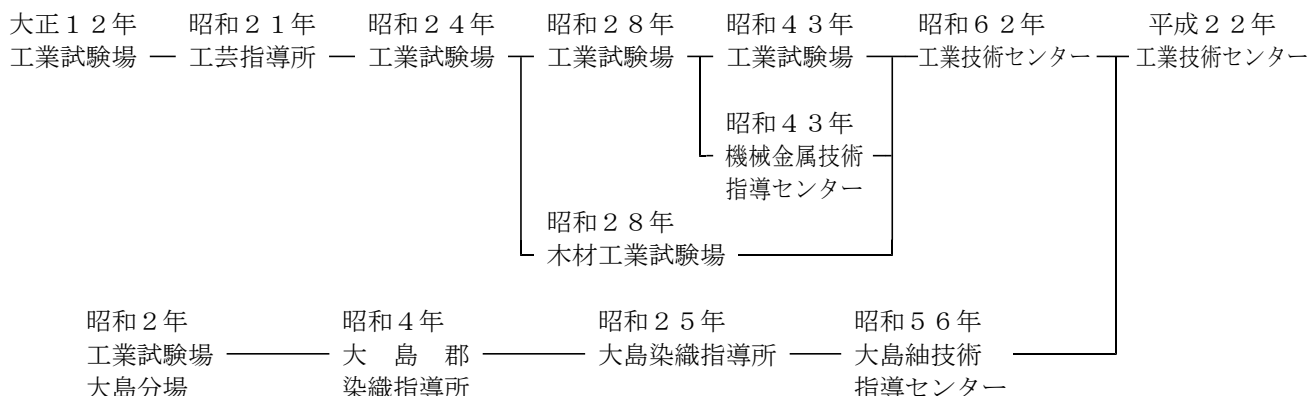 大正１２年 昭和２１年 昭和２４年 昭和２８年 昭和４３年 昭和６２年 平成２２年
工業試験場 工芸指導所 工業試験場 工業試験場 工業試験場 工業技術センター 工業技術センター
昭和４３年
機械金属技術
指導センター
昭和２８年
木材工業試験場
昭和２年 昭和４年 昭和２５年 昭和５６年
工業試験場 大島郡 大島染織指導所 大島紬技術
大島分場 染織指導所 指導センター